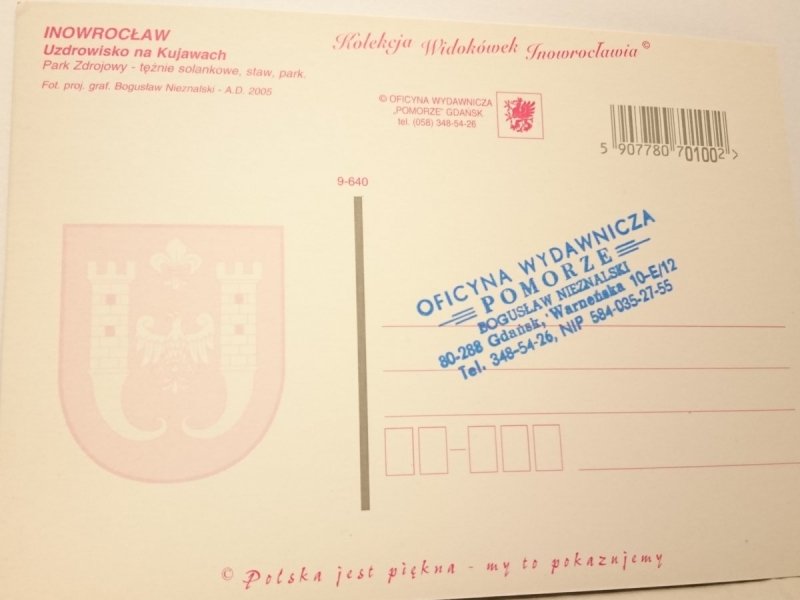 INOWROCŁAW
Uzdrowisko na Kujawach
Park Zdrojowy - tężnie solankowe, staw, park.
Fot. proj. graf. Bogusław Nieznalski - A.D. 2005
Kolekcja Widokówek Inowrocławia ©
© OFICYNA WYDAWNICZA
„POMORZE" GDAŃSK
tel. (058) 348-54-26
5 907780 701002 >
9-640
OFICYNA WYDAWNICZA
POMORZE
BOGUSŁAW NIEZNALSKI
80-288 Gdańsk, Warneńska 10-E/12
Tel. 348-54-26, NIP 584-035-27-55
© Polska jest piękna - my to pokazujemy